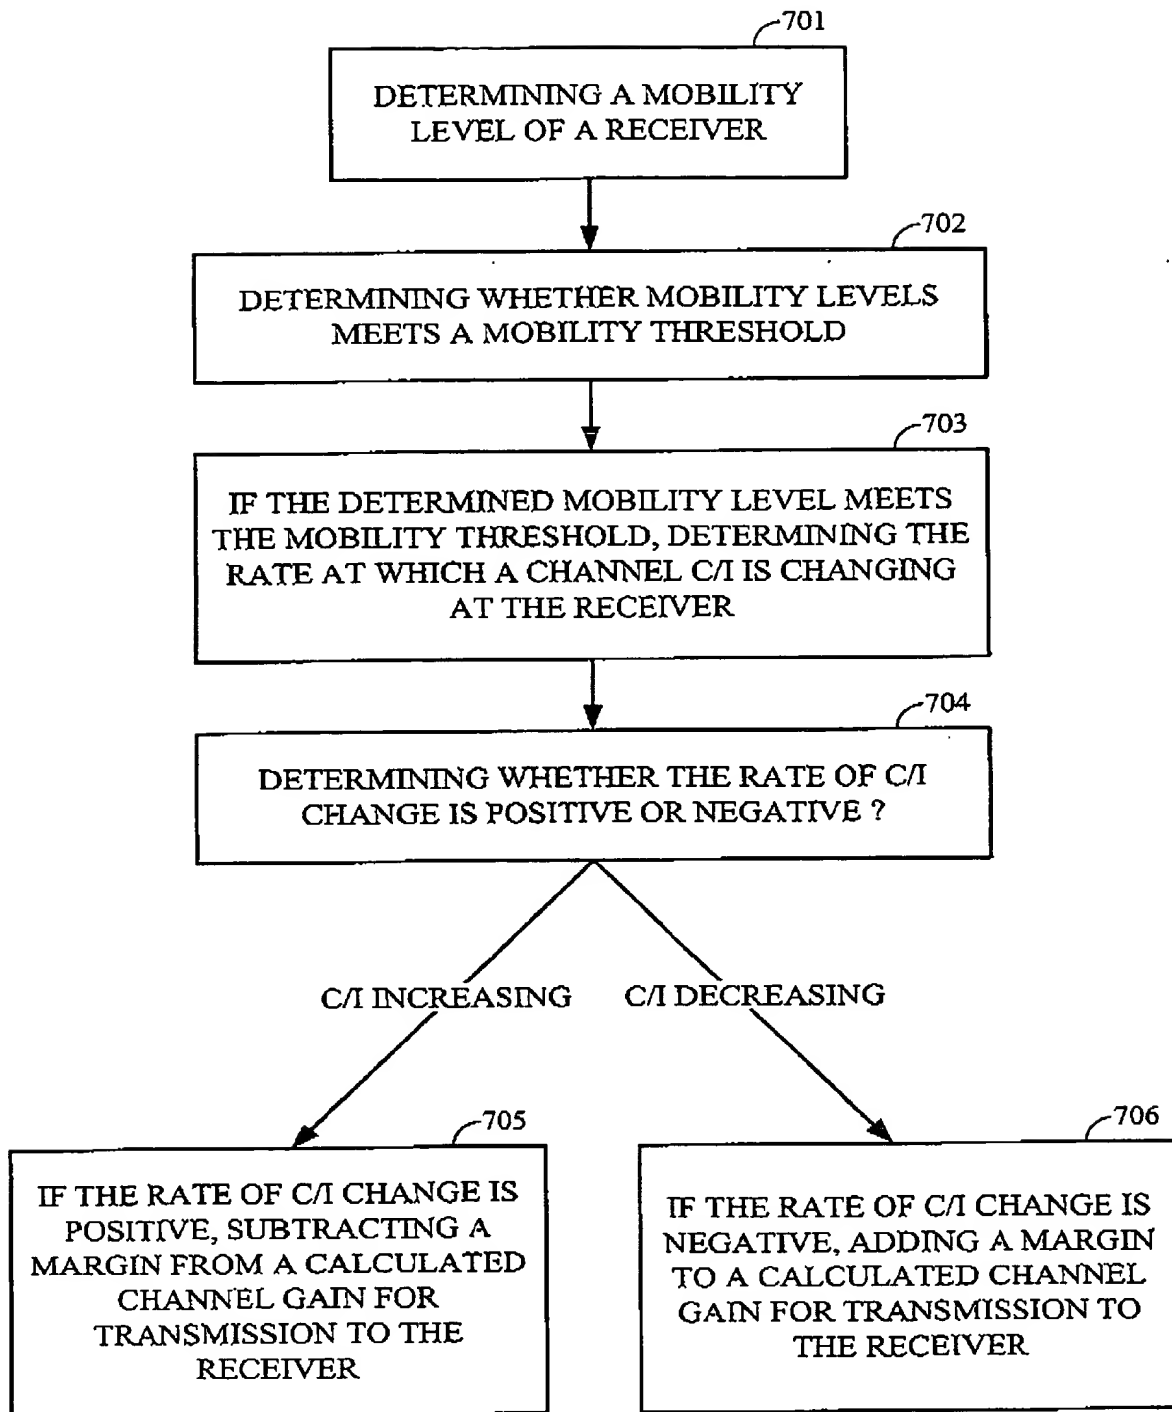 701
DETERMINING A MOBILITY
LEVEL OF A RECEIVER
702
DETERMINING WHETHER MOBILITY LEVELS
MEETS A MOBILITY THRESHOLD
703
IF THE DETERMINED MOBILITY LEVEL MEETS
THE MOBILITY THRESHOLD, DETERMINING THE
RATE AT WHICH A CHANNEL C/I IS CHANGING
AT THE RECEIVER
704
DETERMINING WHETHER THE RATE OF C/I
CHANGE IS POSITIVE OR NEGATIVE ?
C/I INCREASING
C/I DECREASING
705
IF THE RATE OF C/I CHANGE IS
POSITIVE, SUBTRACTING A
MARGIN FROM A CALCULATED
CHANNEL GAIN FOR
TRANSMISSION TO THE
RECEIVER
706
IF THE RATE OF C/I CHANGE IS
NEGATIVE, ADDING A MARGIN
TO A CALCULATED CHANNEL
GAIN FOR TRANSMISSION TO
THE RECEIVER